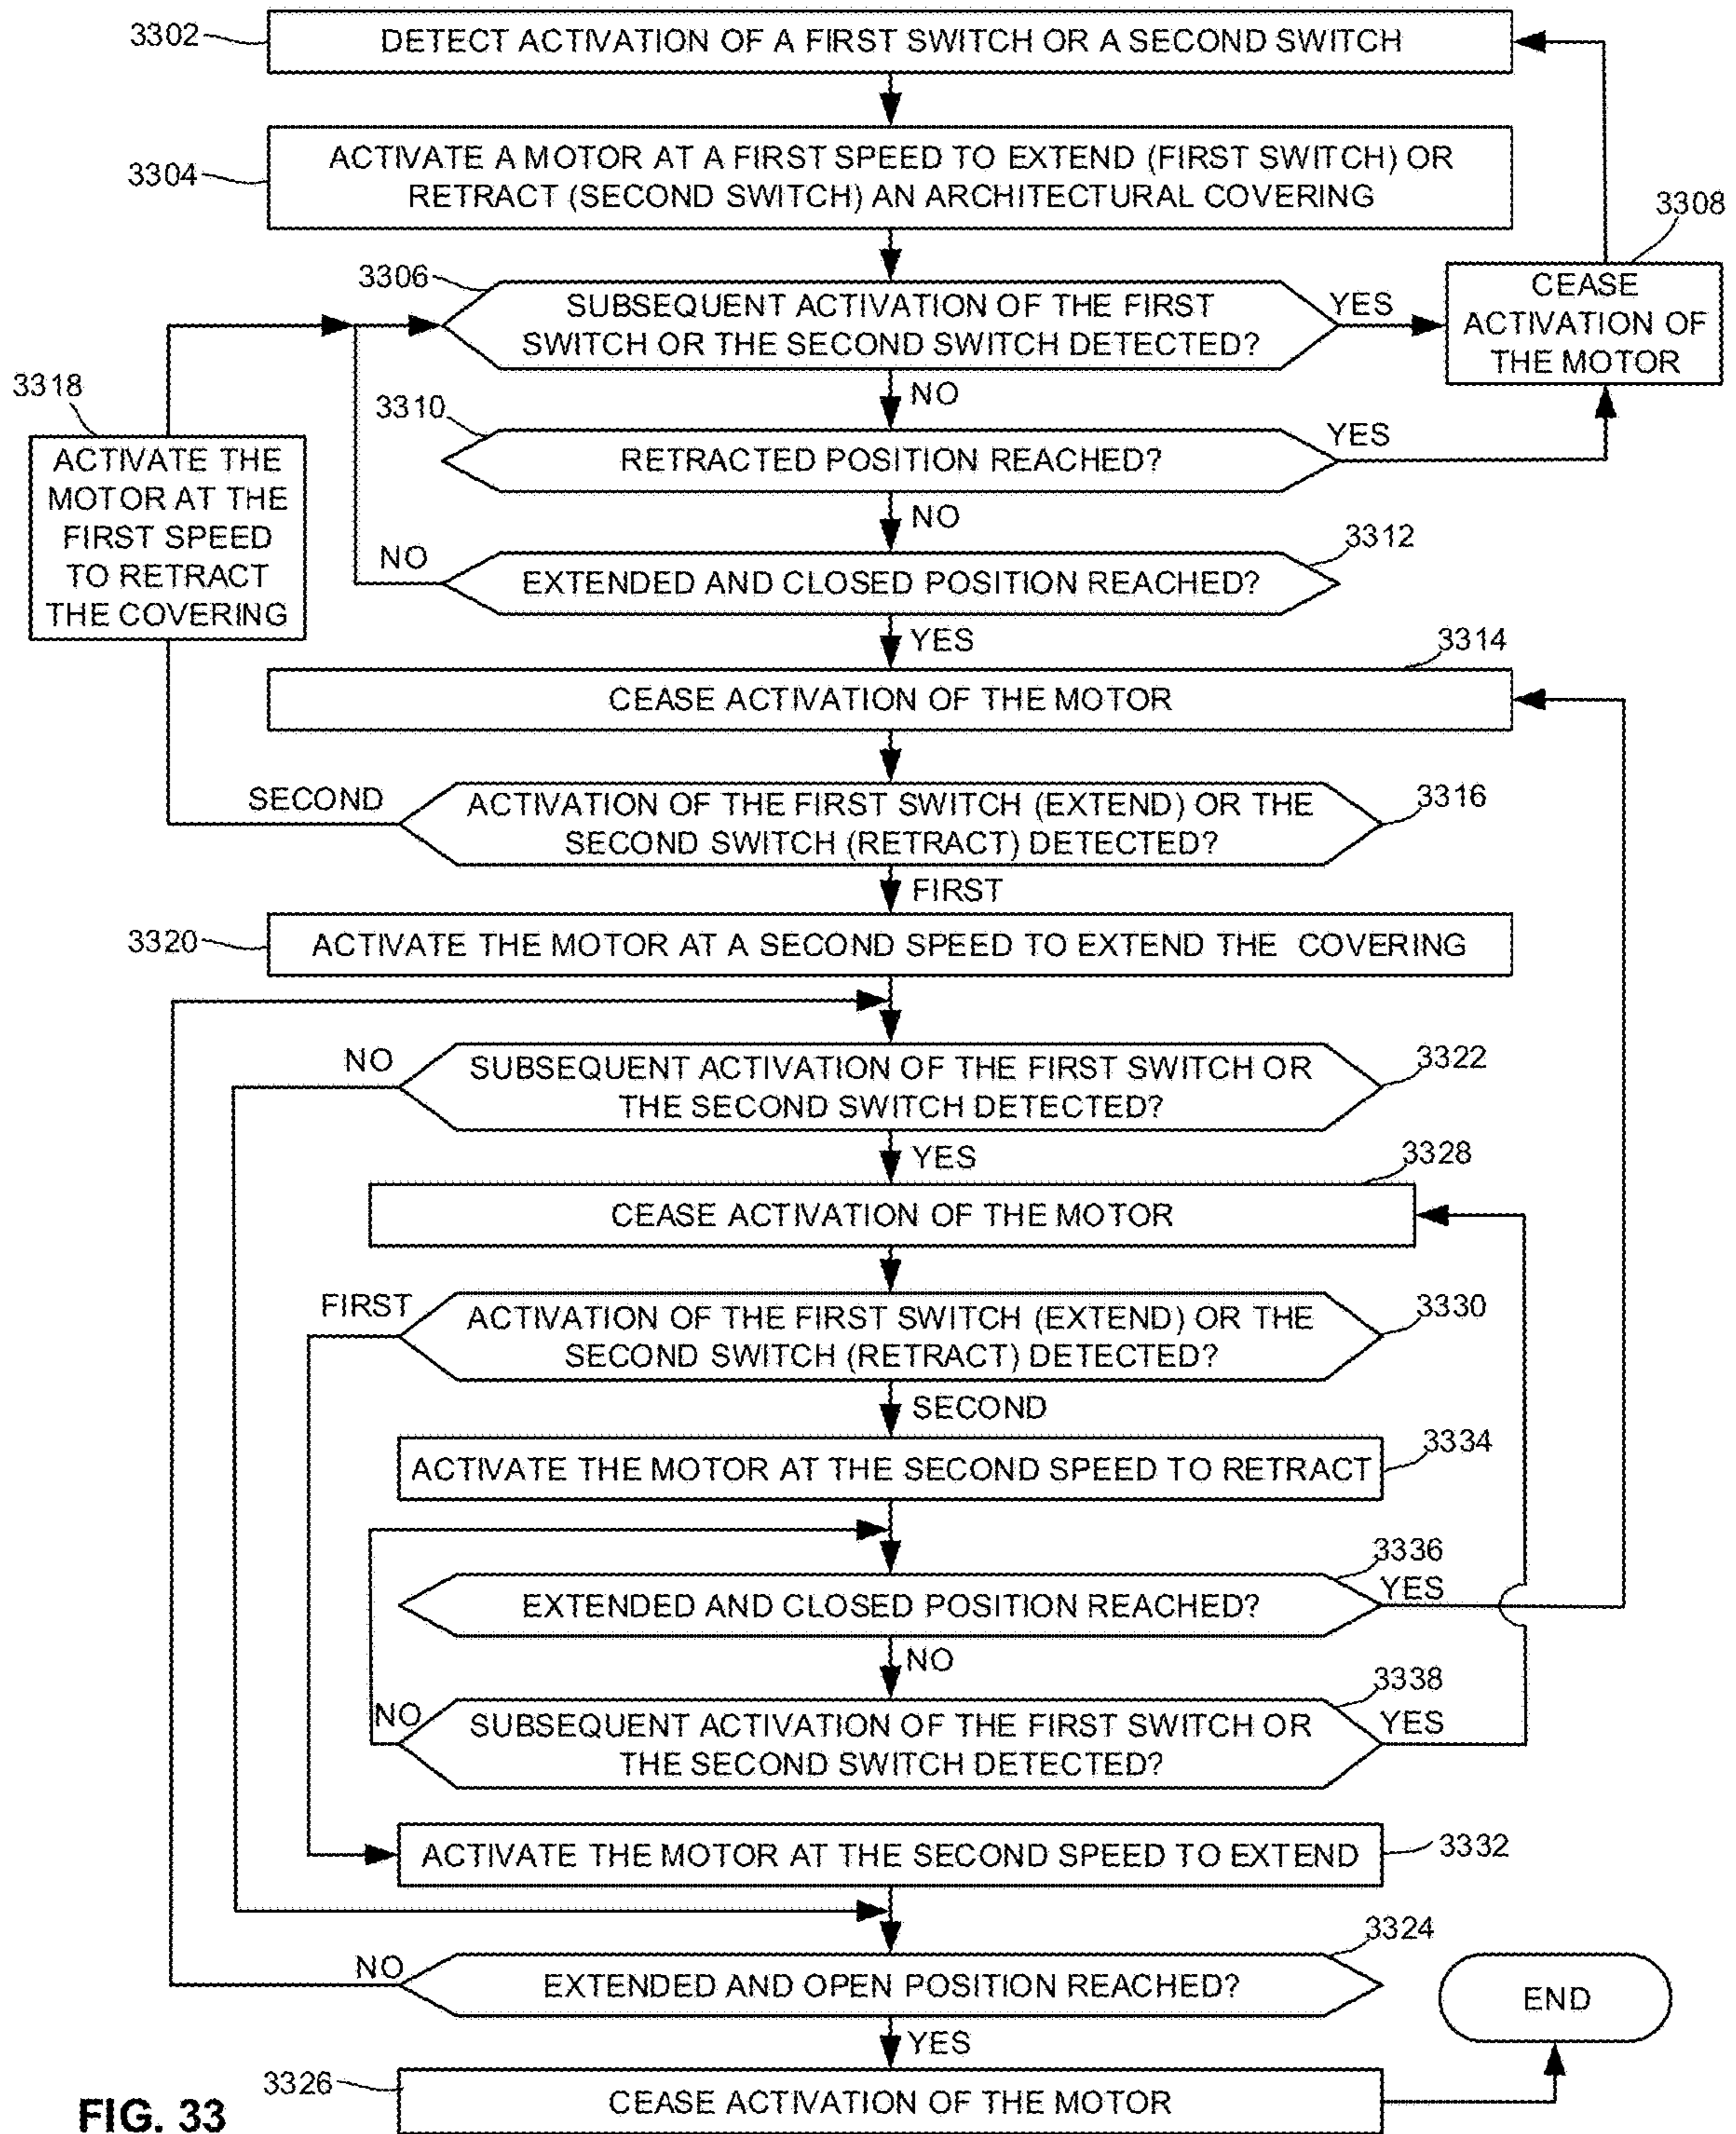 3302
DETECT ACTIVATION OF A FIRST SWITCH OR A SECOND SWITCH
3304
ACTIVATE A MOTOR AT A FIRST SPEED TO EXTEND (FIRST SWITCH) OR
RETRACT (SECOND SWITCH) AN ARCHITECTURAL COVERING
3306
SUBSEQUENT ACTIVATION OF THE FIRST
SWITCH OR THE SECOND SWITCH DETECTED?
YES
3308
CEASE
ACTIVATION OF
THE MOTOR
NO
3310
RETRACTED POSITION REACHED?
YES
NO
3312
EXTENDED AND CLOSED POSITION REACHED?
NO
YES
3318
ACTIVATE THE
MOTOR AT THE
FIRST SPEED
TO RETRACT
THE COVERING
3314
CEASE ACTIVATION OF THE MOTOR
3316
ACTIVATION OF THE FIRST SWITCH (EXTEND) OR THE
SECOND SWITCH (RETRACT) DETECTED?
SECOND
FIRST
3320
ACTIVATE THE MOTOR AT A SECOND SPEED TO EXTEND THE COVERING
3322
SUBSEQUENT ACTIVATION OF THE FIRST SWITCH OR
THE SECOND SWITCH DETECTED?
NO
YES
3328
CEASE ACTIVATION OF THE MOTOR
3330
ACTIVATION OF THE FIRST SWITCH (EXTEND) OR THE
SECOND SWITCH (RETRACT) DETECTED?
FIRST
SECOND
3334
ACTIVATE THE MOTOR AT THE SECOND SPEED TO RETRACT
3336
EXTENDED AND CLOSED POSITION REACHED?
YES
NO
3338
SUBSEQUENT ACTIVATION OF THE FIRST SWITCH OR
THE SECOND SWITCH DETECTED?
NO
YES
3332
ACTIVATE THE MOTOR AT THE SECOND SPEED TO EXTEND
3324
EXTENDED AND OPEN POSITION REACHED?
NO
YES
END
3326
CEASE ACTIVATION OF THE MOTOR
FIG. 33